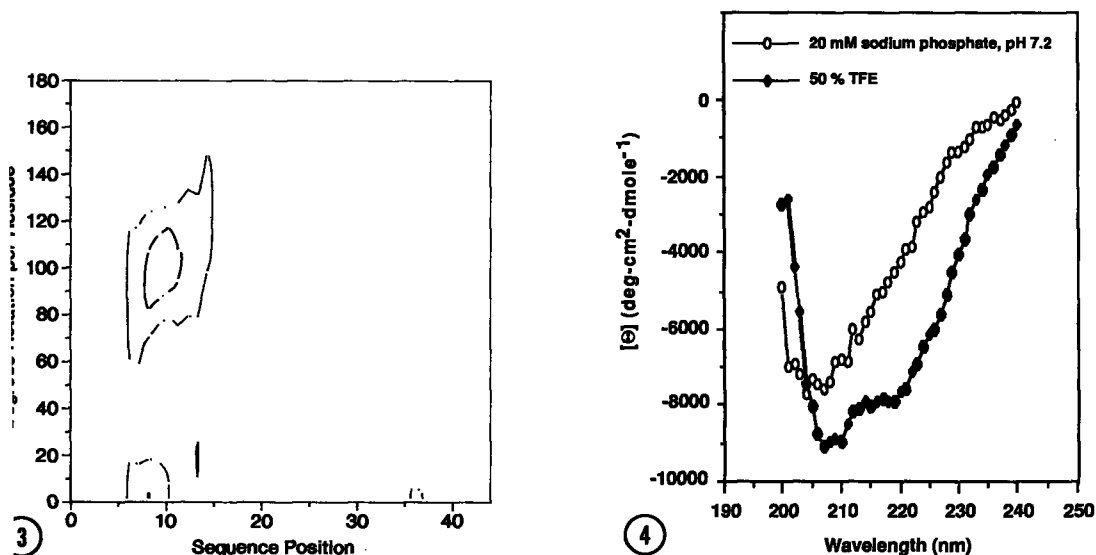 180
160
140
120
100
80
60
40
20
0
0 10 20 30 40
Sequence Position
3
20 mM sodium phosphate, pH 7.2
50 % TFE
0
-2000
-4000
-6000
-8000
-10000
[Θ] (deg-cm²-dmole⁻¹)
190 200 210 220 230 240 250
Wavelength (nm)
4